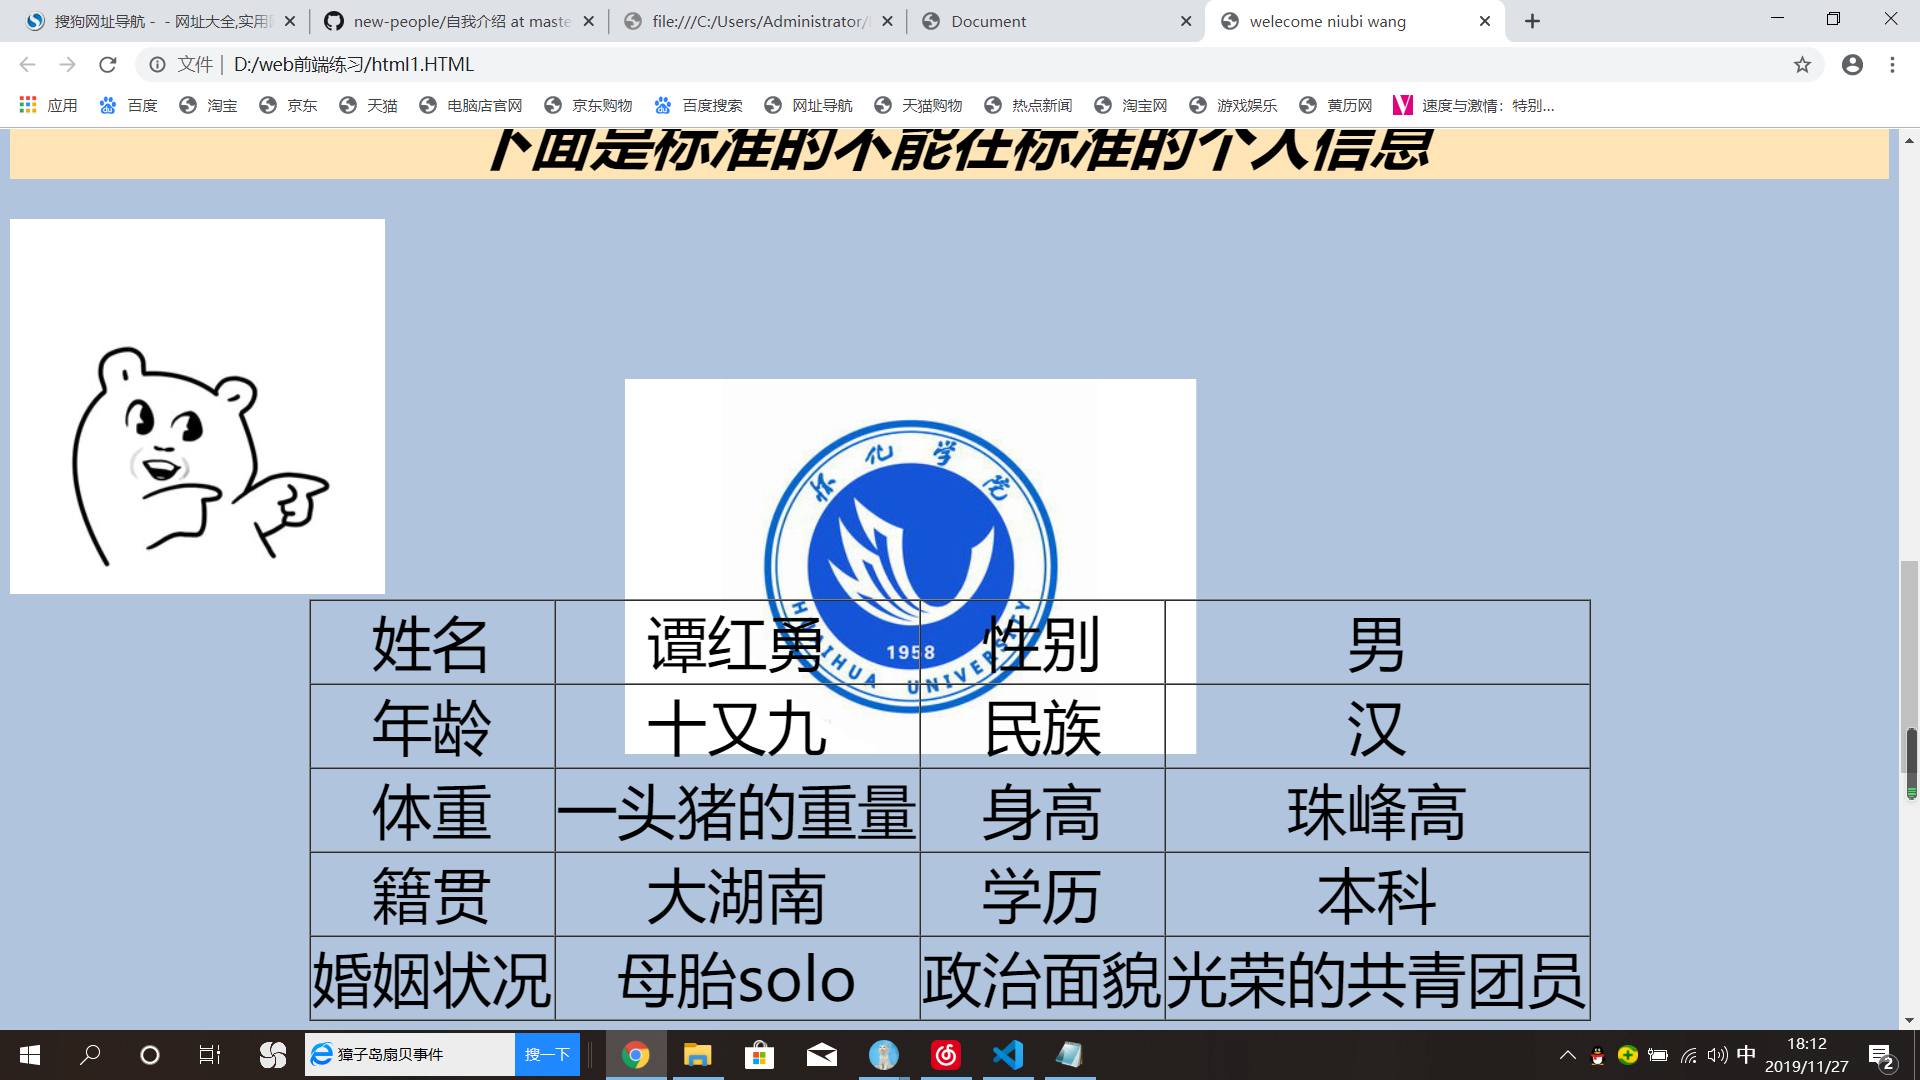 搜狗网址导航 - - 网址大全,实用
new-people/自我介绍 at maste
file:///C:/Users/Administrator/
Document
welecome niubi wang
文件 | D:/web前端练习/html1.HTML
应用 百度 淘宝 京东 天猫 电脑店官网 京东购物 百度搜索 网址导航 天猫购物 热点新闻 淘宝网 游戏娱乐 黄历网 速度与激情：特别...
下面是标准的不能在标准的个人信息
怀化学院
1958
HUAIHUA UNIVERSITY
姓名 谭红勇 性别 男
年龄 十又九 民族 汉
体重 一头猪的重量 身高 珠峰高
籍贯 大湖南 学历 本科
婚姻状况 母胎solo 政治面貌 光荣的共青团员
獐子岛扇贝事件 搜一下
中
18:12
2019/11/27
2